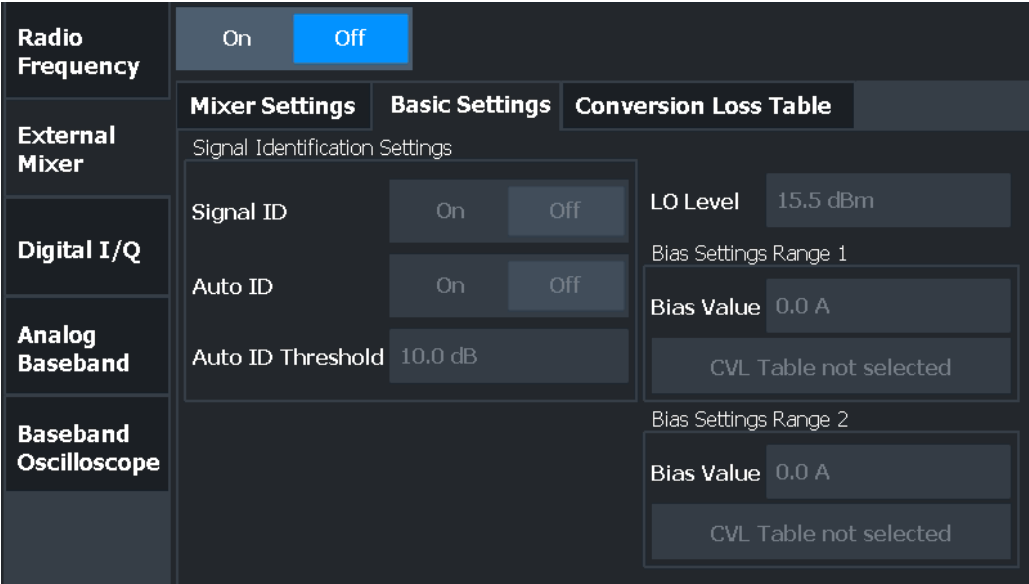 Radio
Frequency
External
Mixer
Digital I/Q
Analog
Baseband
Baseband
Oscilloscope
On Off
Mixer Settings Basic Settings Conversion Loss Table
Signal Identification Settings
Signal ID On Off
Auto ID On Off
Auto ID Threshold 10.0 dB
LO Level 15.5 dBm
Bias Settings Range 1
Bias Value 0.0 A
CVL Table not selected
Bias Settings Range 2
Bias Value 0.0 A
CVL Table not selected